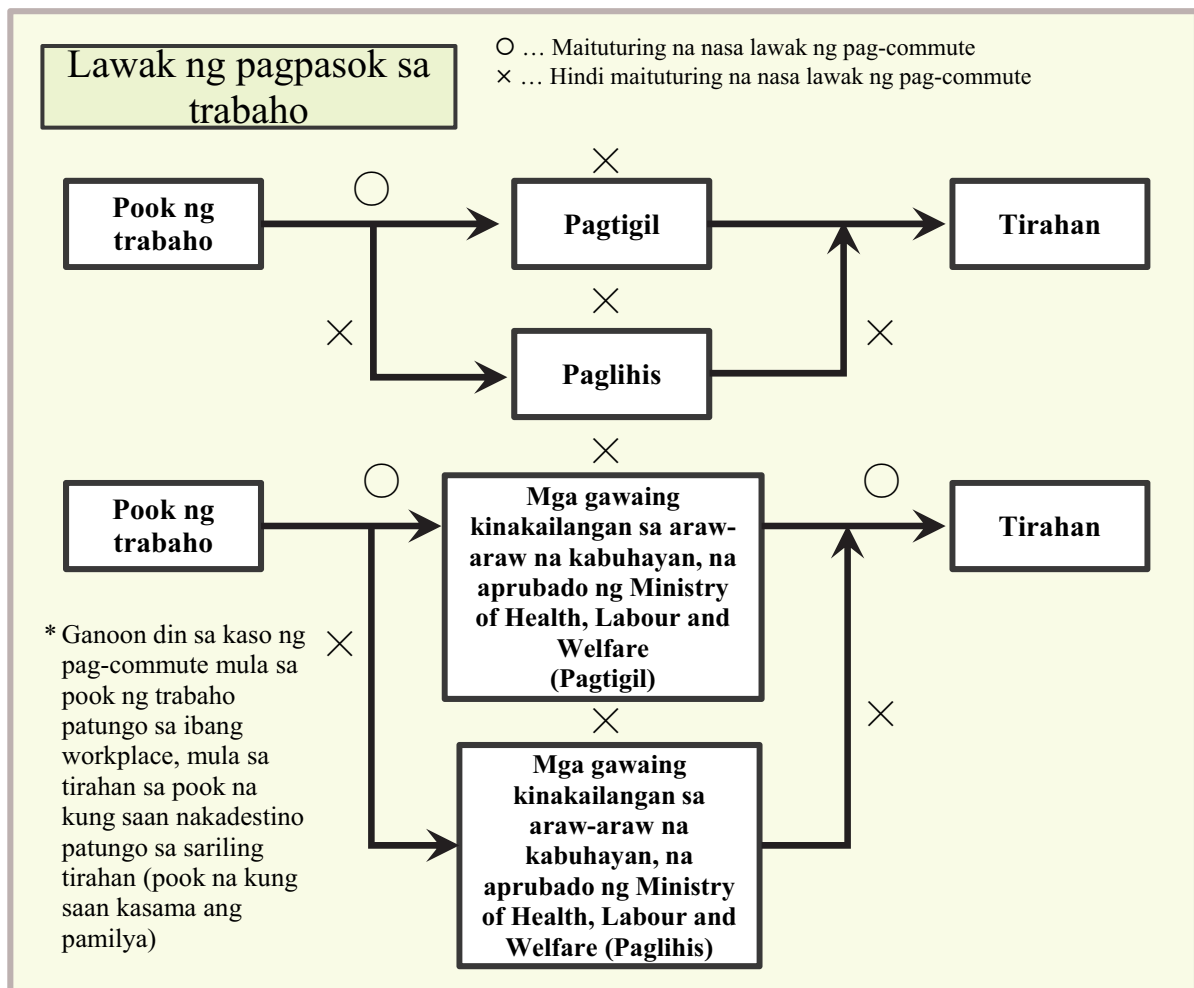 Lawak ng pagpasok sa
trabaho
○ … Maituturing na nasa lawak ng pag-commute
× … Hindi maituturing na nasa lawak ng pag-commute
×
○
Pook ng
trabaho
Pagtigil
Tirahan
×
×
×
Paglihis
×
○
○
Pook ng
trabaho
Mga gawaing
kinakailangan sa araw-
araw na kabuhayan, na
aprubado ng Ministry
of Health, Labour and
Welfare
(Pagtigil)
Tirahan
* Ganoon din sa kaso ng
pag-commute mula sa
pook ng trabaho
patungo sa ibang
workplace, mula sa
tirahan sa pook na
kung saan nakadestino
patungo sa sariling
tirahan (pook na kung
saan kasama ang
pamilya)
×
×
×
Mga gawaing
kinakailangan sa
araw-araw na
kabuhayan, na
aprubado ng Ministry
of Health, Labour and
Welfare (Paglihis)